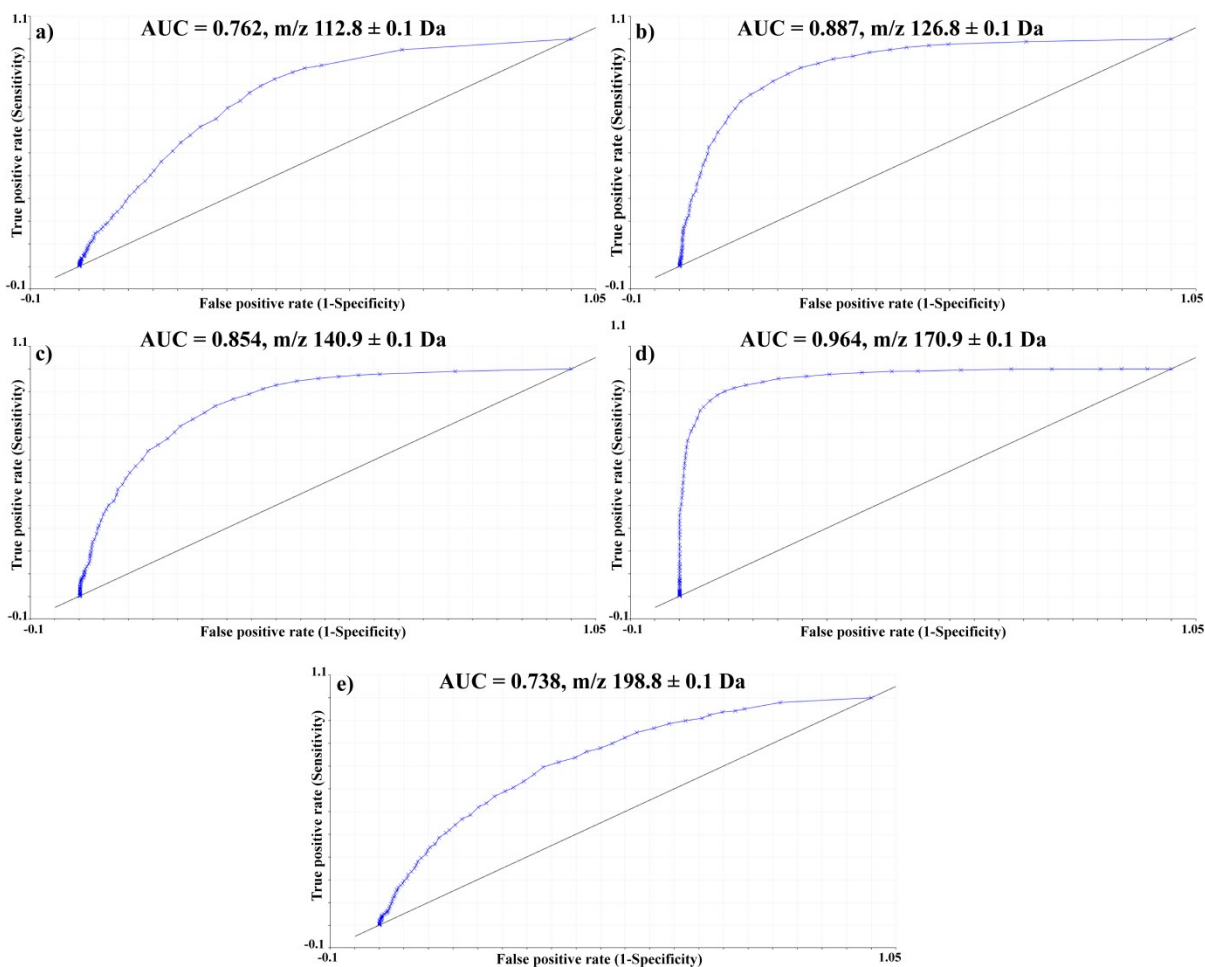 1.1
a)
AUC = 0.762, m/z 112.8 ± 0.1 Da
True positive rate (Sensitivity)
-0.1
-0.1
False positive rate (1-Specificity)
1.05
1.1
b)
AUC = 0.887, m/z 126.8 ± 0.1 Da
True positive rate (Sensitivity)
-0.1
-0.1
False positive rate (1-Specificity)
1.05
1.1
c)
AUC = 0.854, m/z 140.9 ± 0.1 Da
True positive rate (Sensitivity)
-0.1
-0.1
False positive rate (1-Specificity)
1.05
1.1
d)
AUC = 0.964, m/z 170.9 ± 0.1 Da
True positive rate (Sensitivity)
-0.1
-0.1
False positive rate (1-Specificity)
1.05
1.1
e)
AUC = 0.738, m/z 198.8 ± 0.1 Da
True positive rate (Sensitivity)
-0.1
-0.1
False positive rate (1-Specificity)
1.05